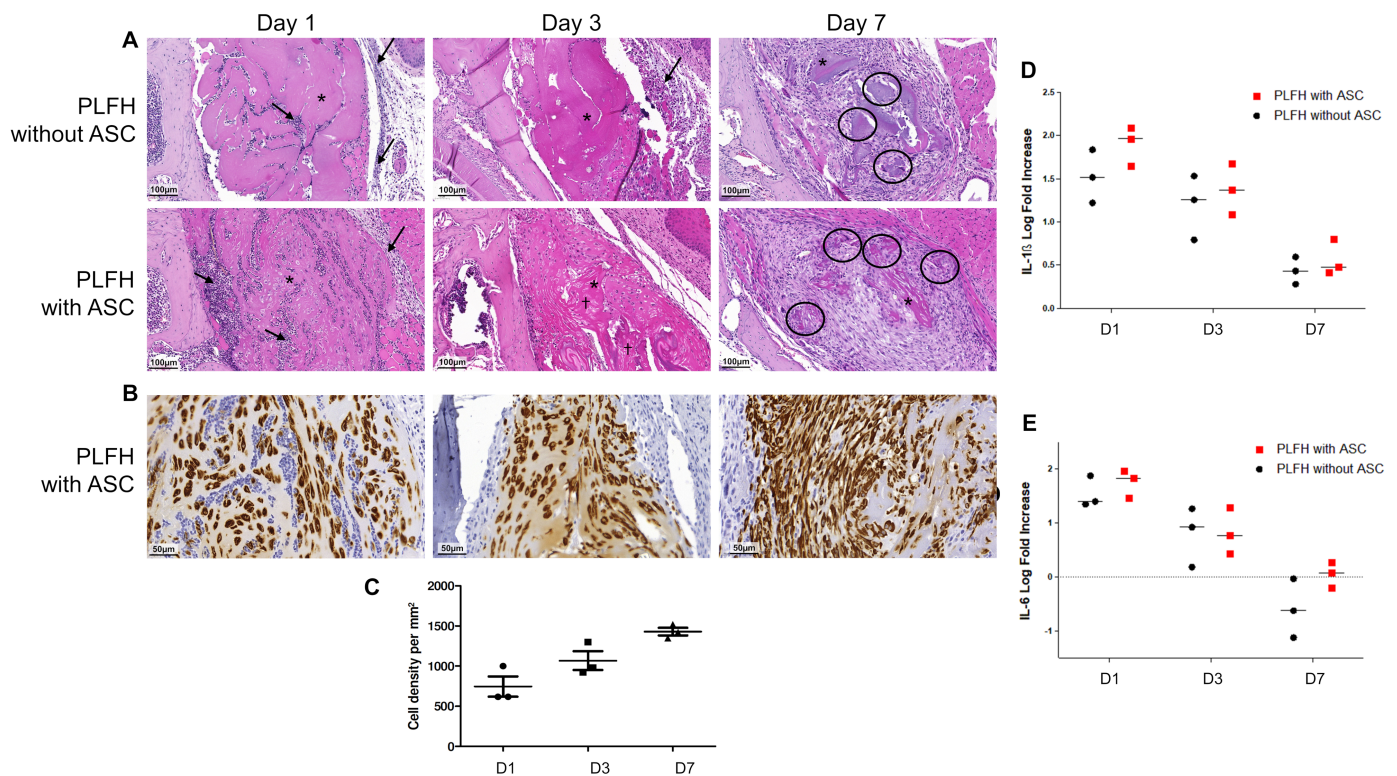 Day 1
Day 3
Day 7
A
PLFH
without ASC
*
*
*
100µm
100µm
100µm
PLFH
with ASC
*
*
†
†
*
100µm
100µm
100µm
B
PLFH
with ASC
50µm
50µm
50µm
C
Cell density per mm²
2000
1500
1000
500
0
D1
D3
D7
D
PLFH with ASC
PLFH without ASC
IL-1ß Log Fold Increase
2.5
2.0
1.5
1.0
0.5
0.0
D1
D3
D7
E
PLFH with ASC
PLFH without ASC
IL-6 Log Fold Increase
2
1
0
-1
D1
D3
D7